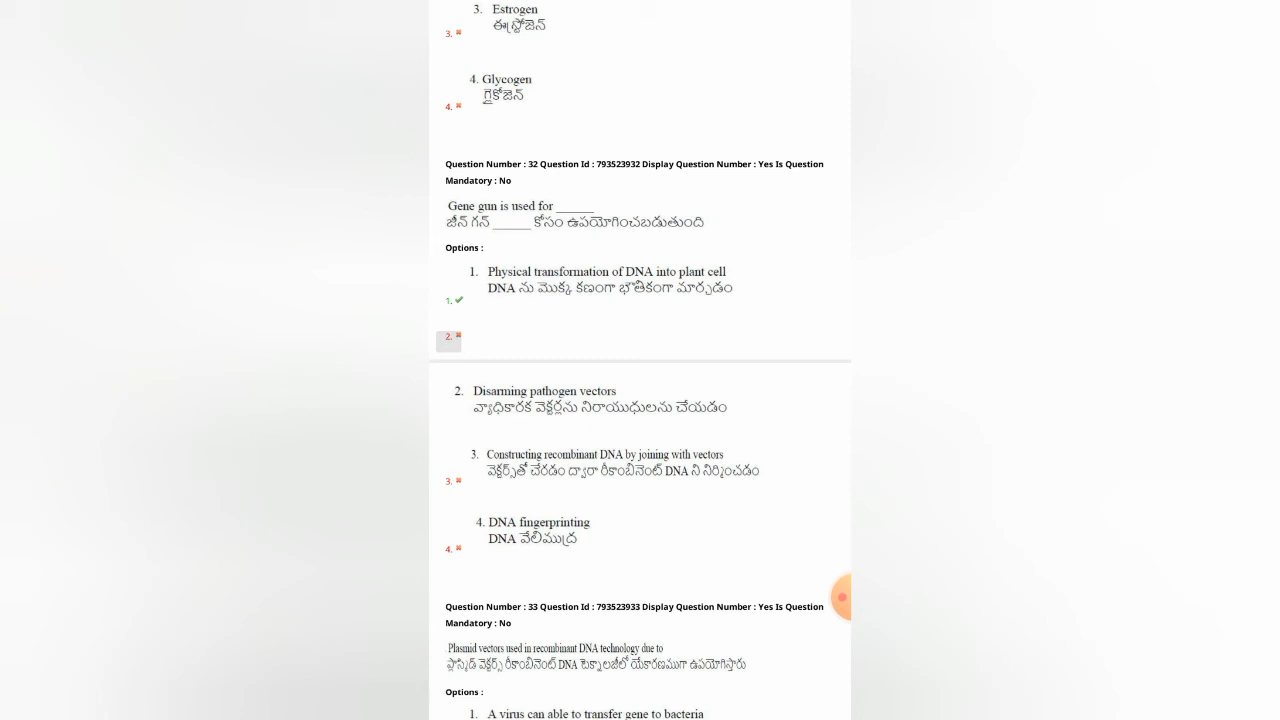 3. Estrogen
ఈస్ట్రోజెన్
3. ✖
4. Glycogen
గ్లైకోజెన్
4. ✖
Question Number : 32 Question Id : 793523932 Display Question Number : Yes Is Question
Mandatory : No
Gene gun is used for ______
జీన్ గన్ ______ కోసం ఉపయోగించబడుతుంది
Options :
1. Physical transformation of DNA into plant cell
DNA ను మొక్క కణంగా భౌతికంగా మార్చడం
1. ✔
2. ✖
2. Disarming pathogen vectors
వ్యాధికారక వెక్టర్లను నిరాయుధులను చేయడం
3. Constructing recombinant DNA by joining with vectors
వెక్టర్స్‌తో చేరడం ద్వారా రీకాంబినెంట్ DNA ని నిర్మించడం
3. ✖
4. DNA fingerprinting
DNA వేలిముద్ర
4. ✖
Question Number : 33 Question Id : 793523933 Display Question Number : Yes Is Question
Mandatory : No
Plasmid vectors used in recombinant DNA technology due to
ప్లాస్మిడ్ వెక్టర్స్ రీకాంబినెంట్ DNA టెక్నాలజీలో యేకారణముగా ఉపయోగిస్తారు
Options :
1. A virus can able to transfer gene to bacteria